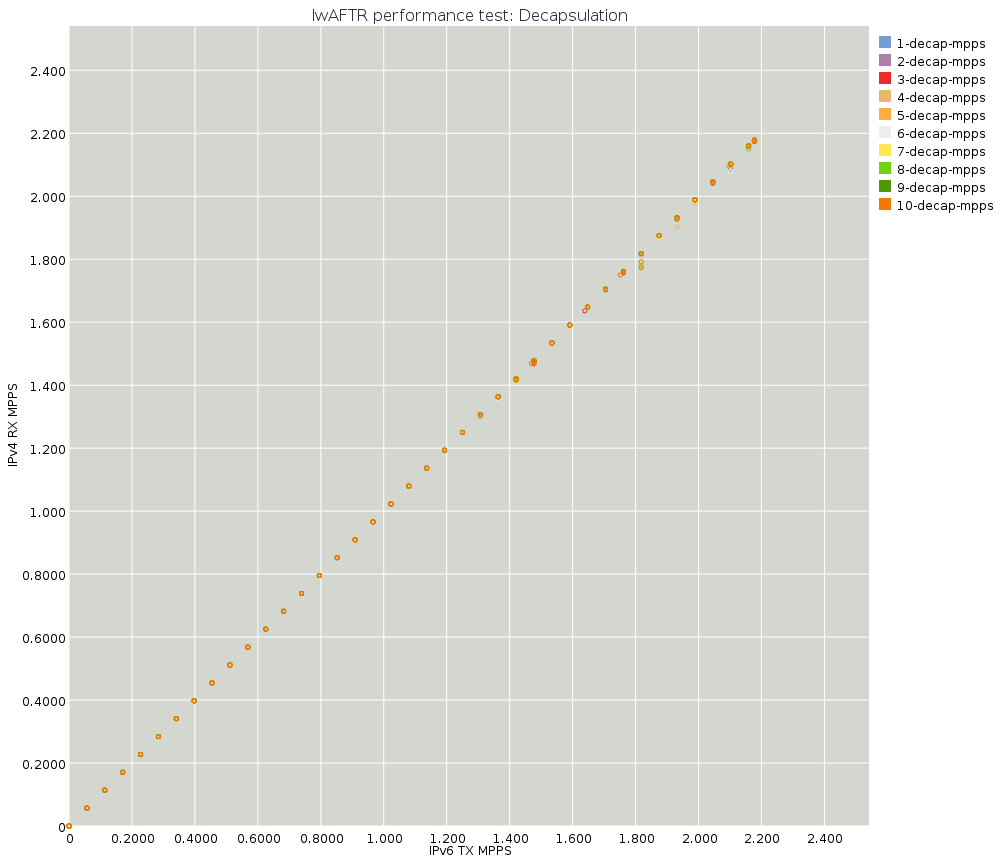 lwAFTR performance test: Decapsulation
1-decap-mpps
2-decap-mpps
3-decap-mpps
4-decap-mpps
5-decap-mpps
6-decap-mpps
7-decap-mpps
8-decap-mpps
9-decap-mpps
10-decap-mpps
IPv4 RX MPPS
2.400
2.200
2.000
1.800
1.600
1.400
1.200
1.000
0.8000
0.6000
0.4000
0.2000
0
0 0.2000 0.4000 0.6000 0.8000 1.000 1.200 1.400 1.600 1.800 2.000 2.200 2.400
IPv6 TX MPPS